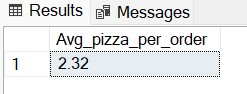 Results Messages
Avg_pizza_per_order
1 2.32